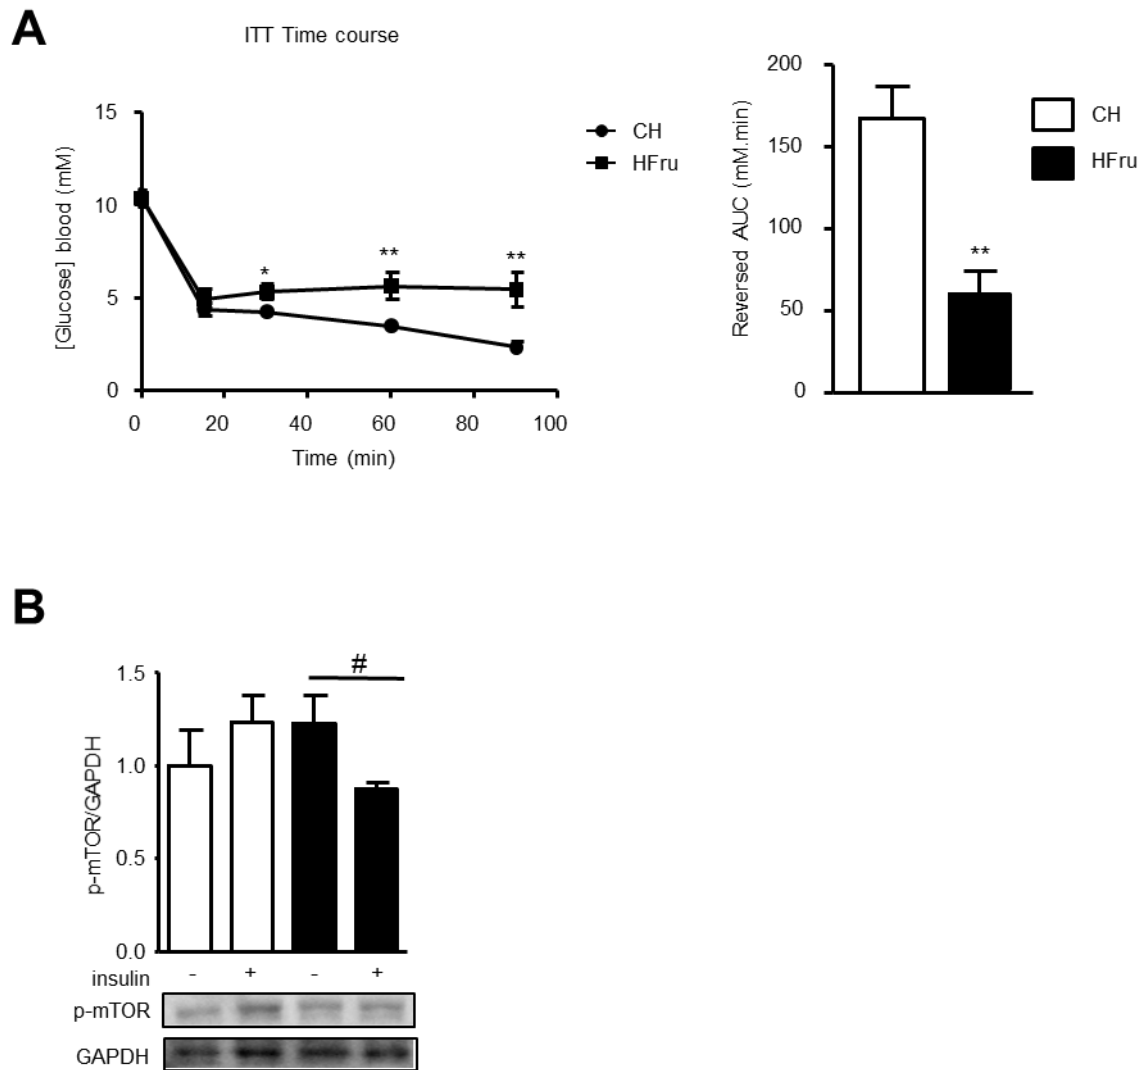 A
ITT Time course
[Glucose] blood (mM)
15
10
5
0
*
**
**
0 20 40 60 80 100
Time (min)
CH
HFru
Reversed AUC (mM.min)
200
150
100
50
0
**
CH
HFru
B
p-mTOR/GAPDH
1.5
1.0
0.5
0.0
#
insulin - + - +
p-mTOR
GAPDH